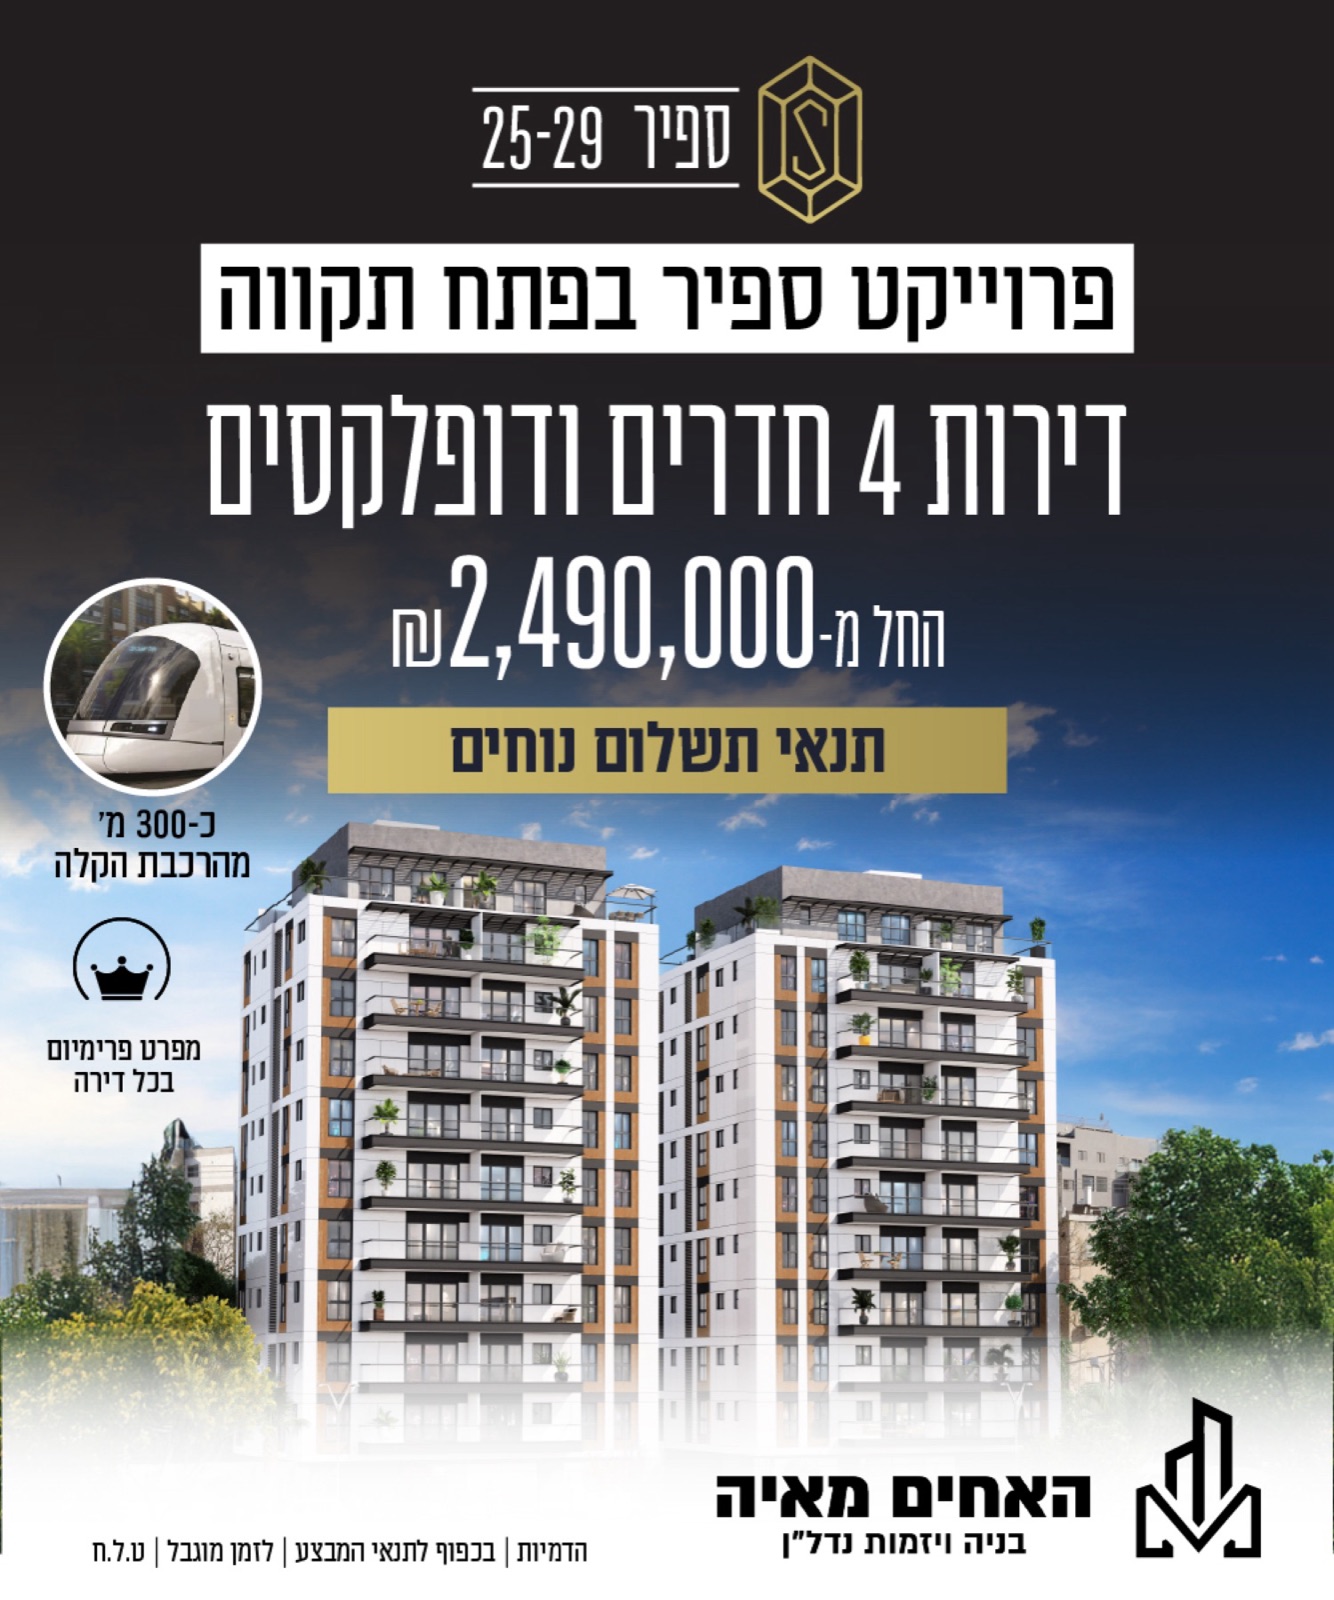 ספיר 25-29
פרוייקט ספיר בפתח תקווה
דירות 4 חדרים ודופלקסים
החל מ-2,490,000₪
תנאי תשלום נוחים
כ-300 מ'
מהרכבת הקלה
מפרט פרימיום
בכל דירה
האחים מאיה
בניה ויזמות נדל"ן
הדמיות | בכפוף לתנאי המבצע | לזמן מוגבל | ט.ל.ח